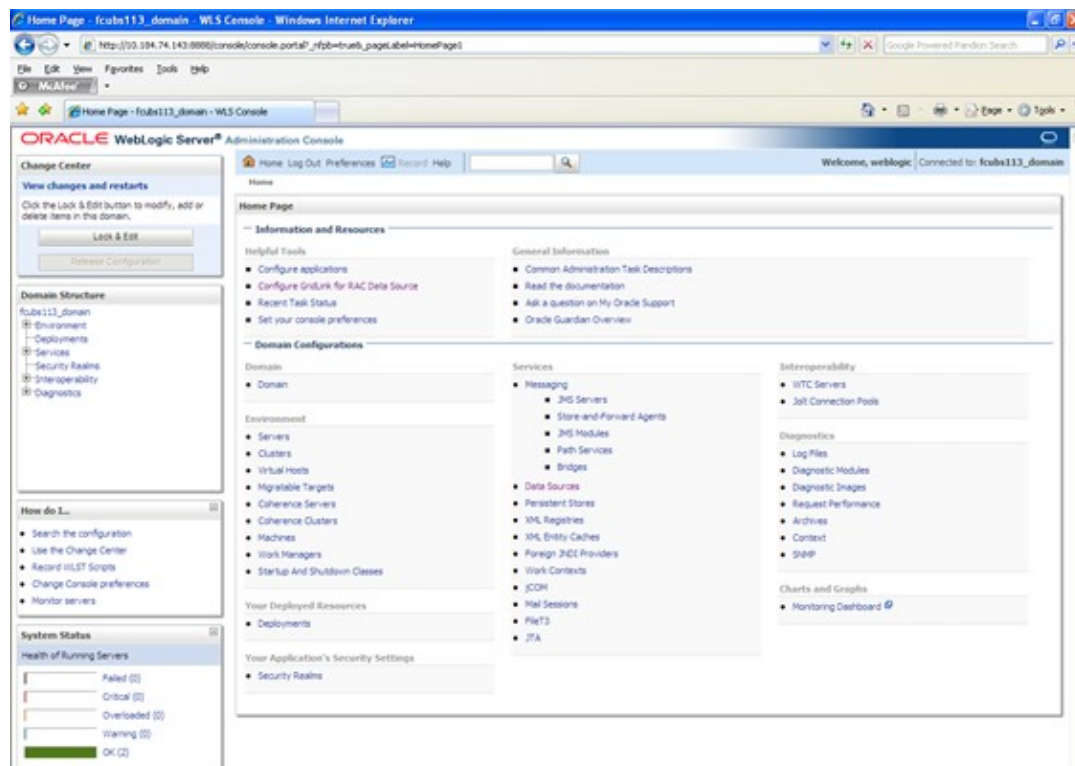 Home Page - fcubs113_domain - WLS Console - Windows Internet Explorer
http://10.184.74.143:8888/console/console.portal?_nfpb=true&_pageLabel=HomePage1
Google Powered Search
File Edit View Favorites Tools Help
McAfee
Home Page - fcubs113_domain - WLS Console
Page Tools
ORACLE WebLogic Server® Administration Console
Change Center
View changes and restarts
Click the Lock & Edit button to modify, add or
delete items in this domain.
Lock & Edit
Release Configuration
Domain Structure
fcubs113_domain
Environment
Deployments
Services
Security Realms
Interoperability
Diagnostics
How do I...
Search the configuration
Use the Change Center
Record WLST Scripts
Change Console preferences
Monitor servers
System Status
Health of Running Servers
Failed (0)
Critical (0)
Overloaded (0)
Warning (0)
OK (2)
Home Log Out Preferences Record Help
Welcome, weblogic Connected to: fcubs113_domain
Home
Home Page
Information and Resources
Helpful Tools
Configure applications
Configure GridLink for RAC Data Source
Recent Task Status
Set your console preferences
General Information
Common Administration Task Descriptions
Read the documentation
Ask a question on My Oracle Support
Oracle Guardian Overview
Domain Configurations
Domain
Domain
Environment
Servers
Clusters
Virtual Hosts
Migratable Targets
Coherence Servers
Coherence Clusters
Machines
Work Managers
Startup And Shutdown Classes
Your Deployed Resources
Deployments
Your Application's Security Settings
Security Realms
Services
Messaging
JMS Servers
Store-and-Forward Agents
JMS Modules
Path Services
Bridges
Data Sources
Persistent Stores
XML Registries
XML Entity Caches
Foreign JNDI Providers
Work Contexts
jCOM
Mail Sessions
FileT3
JTA
Interoperability
WTC Servers
Jolt Connection Pools
Diagnostics
Log Files
Diagnostic Modules
Diagnostic Images
Request Performance
Archives
Context
SNMP
Charts and Graphs
Monitoring Dashboard